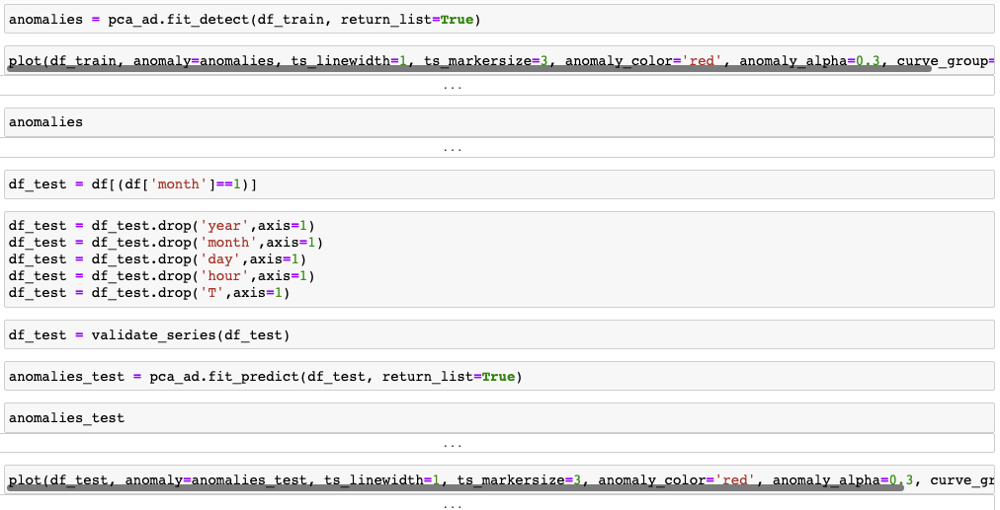 anomalies = pca_ad.fit_detect(df_train, return_list=True)
plot(df_train, anomaly=anomalies, ts_linewidth=1, ts_markersize=3, anomaly_color='red', anomaly_alpha=0.3, curve_group=
...
anomalies
...
df_test = df[(df['month']==1)]
df_test = df_test.drop('year',axis=1)
df_test = df_test.drop('month',axis=1)
df_test = df_test.drop('day',axis=1)
df_test = df_test.drop('hour',axis=1)
df_test = df_test.drop('T',axis=1)
df_test = validate_series(df_test)
anomalies_test = pca_ad.fit_predict(df_test, return_list=True)
anomalies_test
...
plot(df_test, anomaly=anomalies_test, ts_linewidth=1, ts_markersize=3, anomaly_color='red', anomaly_alpha=0.3, curve_gr
...